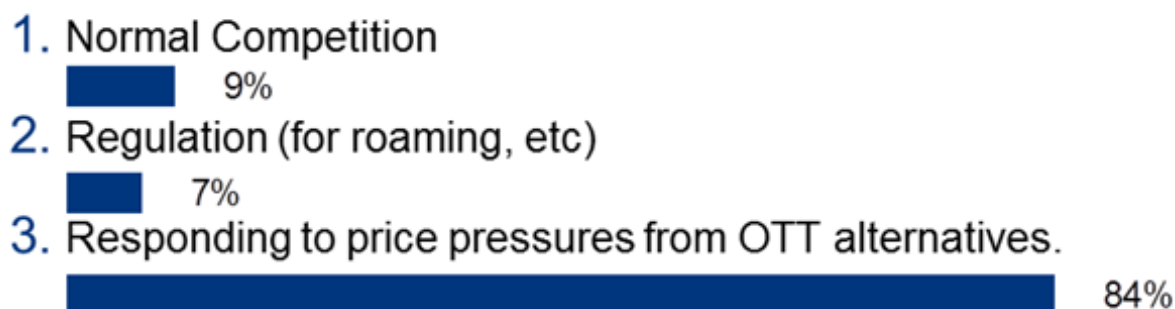 1. Normal Competition
9%
2. Regulation (for roaming, etc)
7%
3. Responding to price pressures from OTT alternatives.
84%